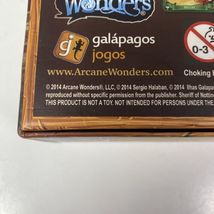 Wonders
galápagos
jogos
www.ArcaneWonders.com
0-3
Choking
© 2014 Arcane Wonders®, LLC, © 2014 Sergio Halaban, © 2014 Ilhas Galapag
reproduced without specific permission from the publisher. Sheriff of Notting
THIS PRODUCT IS NOT A TOY. NOT INTENDED FOR PERSONS UNDER THE